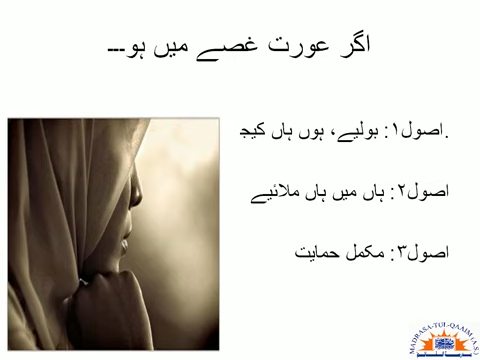 اگر عورت غصے میں ہو۔۔۔
.اصول۱: بولیے، ہوں ہاں کیج
اصول۲: ہاں میں ہاں ملائیے
اصول۳: مکمل حمایت
MADRASA-TUL-QAAIM (A.S)